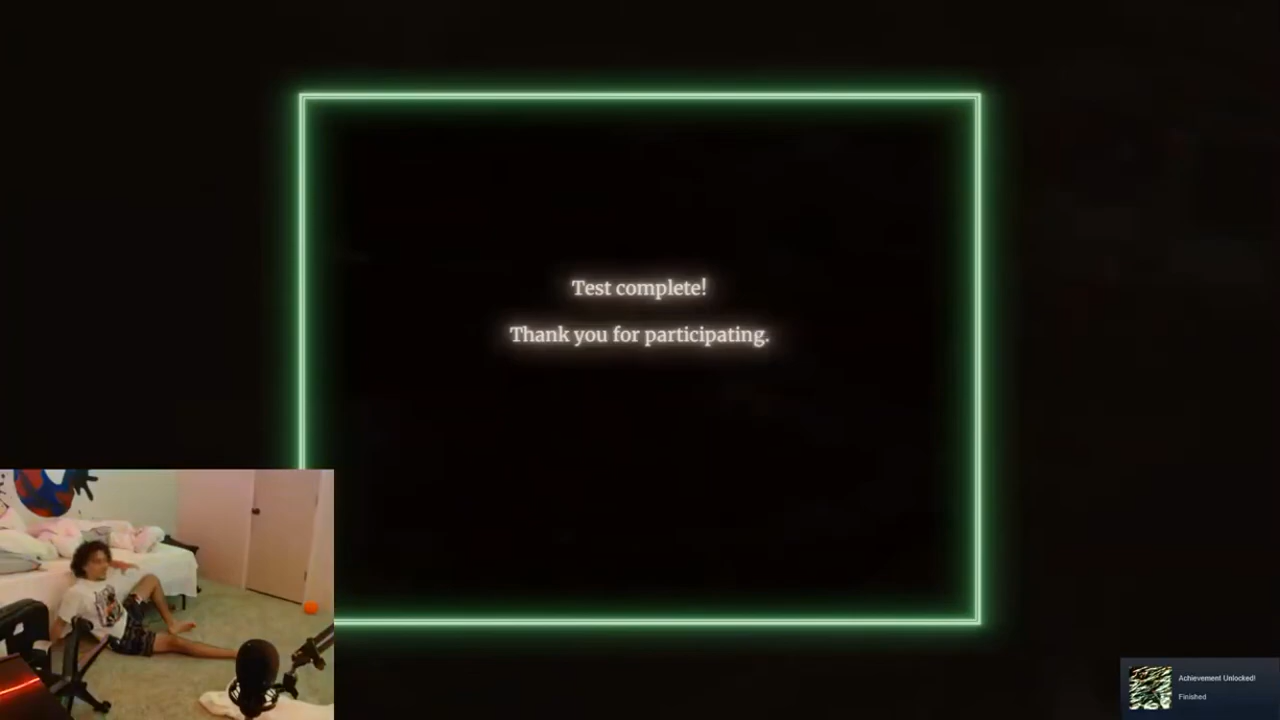 Test complete!
Thank you for participating.
Achievement Unlocked!
Finished